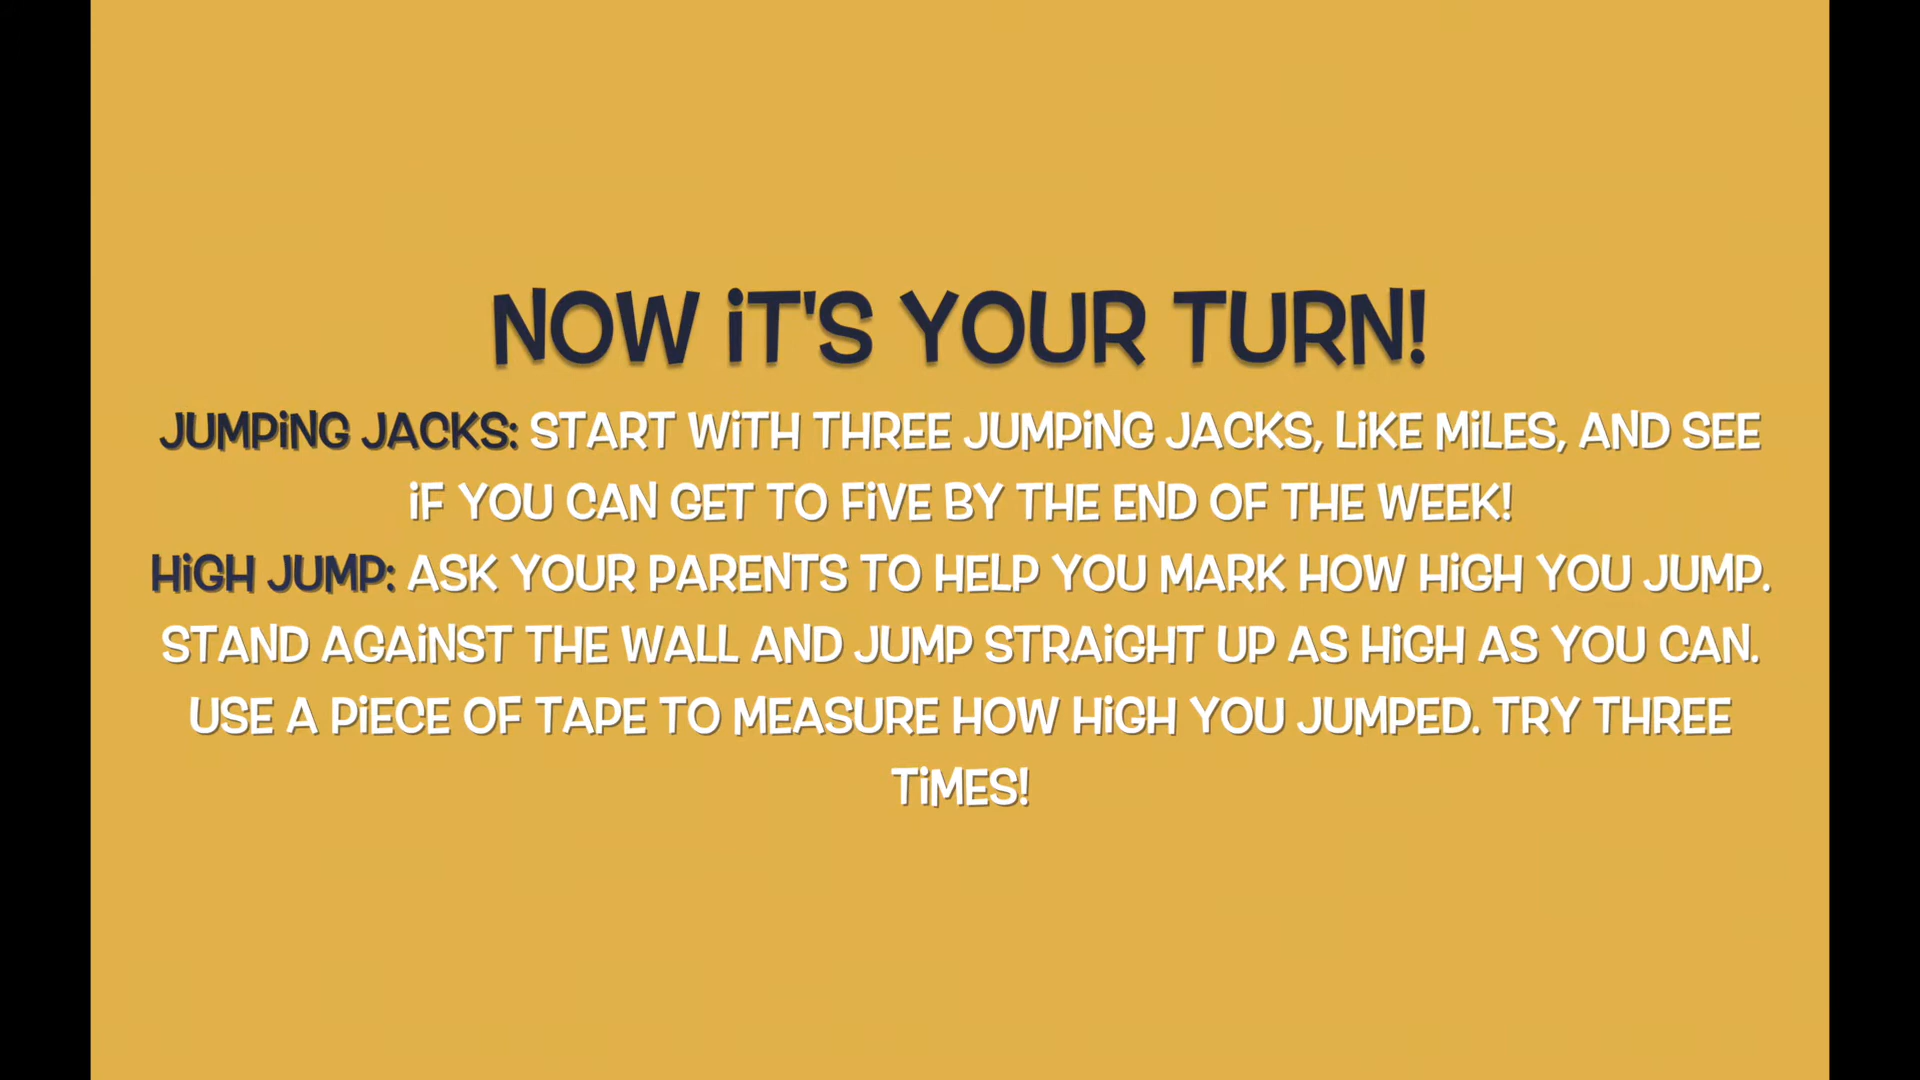 NOW iT'S YOUR TURN!
JUMPiNG JACKS: START WiTH THREE JUMPiNG JACKS, LiKE MiLES, AND SEE
iF YOU CAN GET TO FiVE BY THE END OF THE WEEK!
HiGH JUMP: ASK YOUR PARENTS TO HELP YOU MARK HOW HiGH YOU JUMP.
STAND AGAiNST THE WALL AND JUMP STRAiGHT UP AS HiGH AS YOU CAN.
USE A PiECE OF TAPE TO MEASURE HOW HiGH YOU JUMPED. TRY THREE
TiMES!